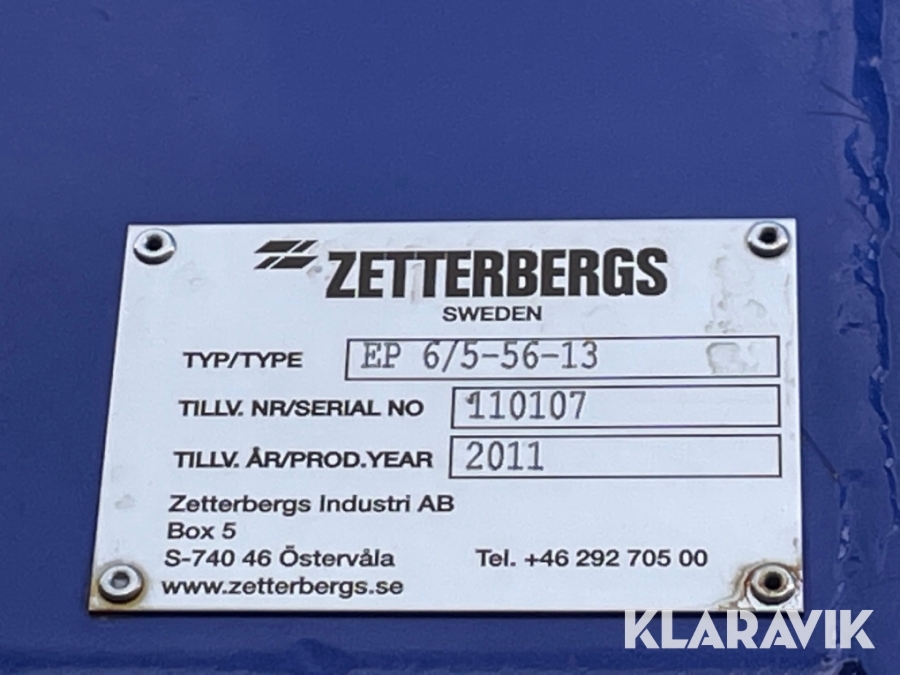 ZETTERBERGS
SWEDEN
TYP/TYPE EP 6/5-56-13
TILLV. NR/SERIAL NO 110107
TILLV. ÅR/PROD.YEAR 2011
Zetterbergs Industri AB
Box 5
S-740 46 Östervåla Tel. +46 292 705 00
www.zetterbergs.se
KLARAVIK